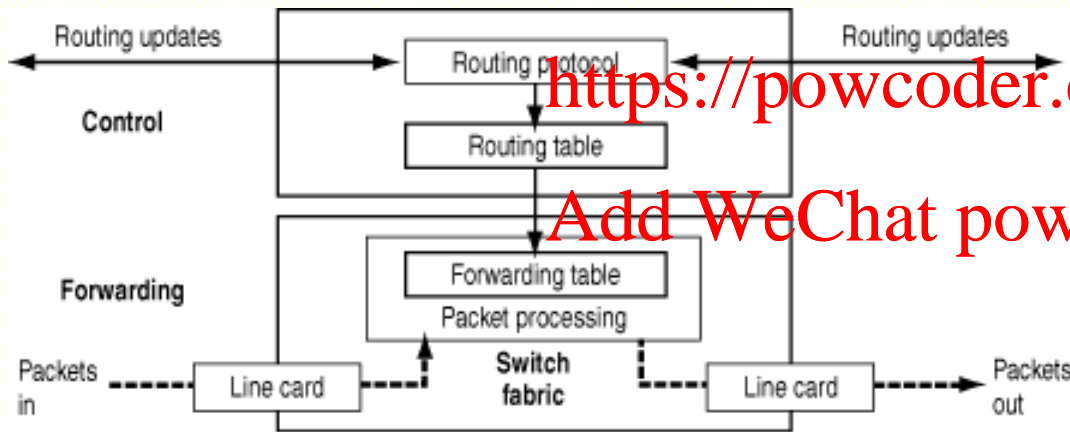 Routing updates
Routing updates
Routing protocol
https://powcoder.
Control
Routing table
Add WeChat pow
Forwarding table
Forwarding
Packet processing
Packets
in
Line card
Switch
fabric
Line card
Packets
out